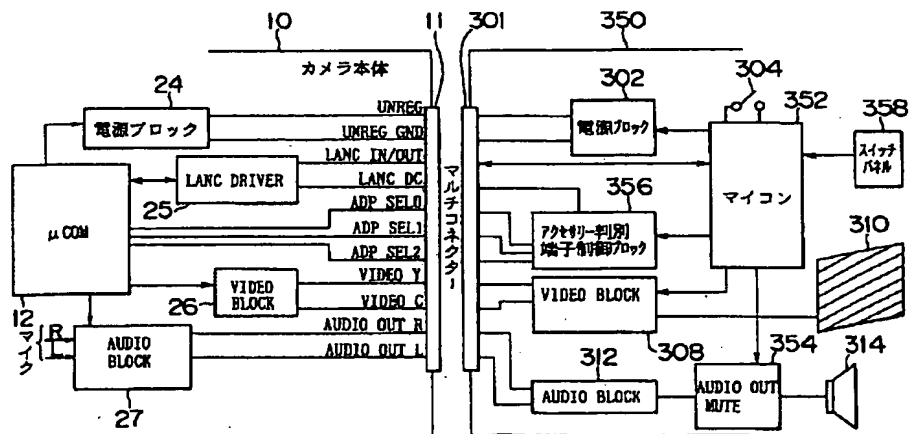 10
11
301
350
カメラ本体
24
電源ブロック
UNREG
UNREG GND
LANC IN/OUT
LANC DRIVER
LANC DC
25
ADP SEL0
μCOM
ADP SEL1
ADP SEL2
VIDEO Y
VIDEO BLOCK
26
VIDEO C
12
AUDIO OUT R
マイク
R
L
AUDIO BLOCK
AUDIO OUT L
27
マルチコネクター
302
304
352
358
電源ブロック
スイッチパネル
マイコン
356
アクセサリー判別
端子制御ブロック
310
VIDEO BLOCK
308
354
314
312
AUDIO BLOCK
AUDIO OUT
MUTE